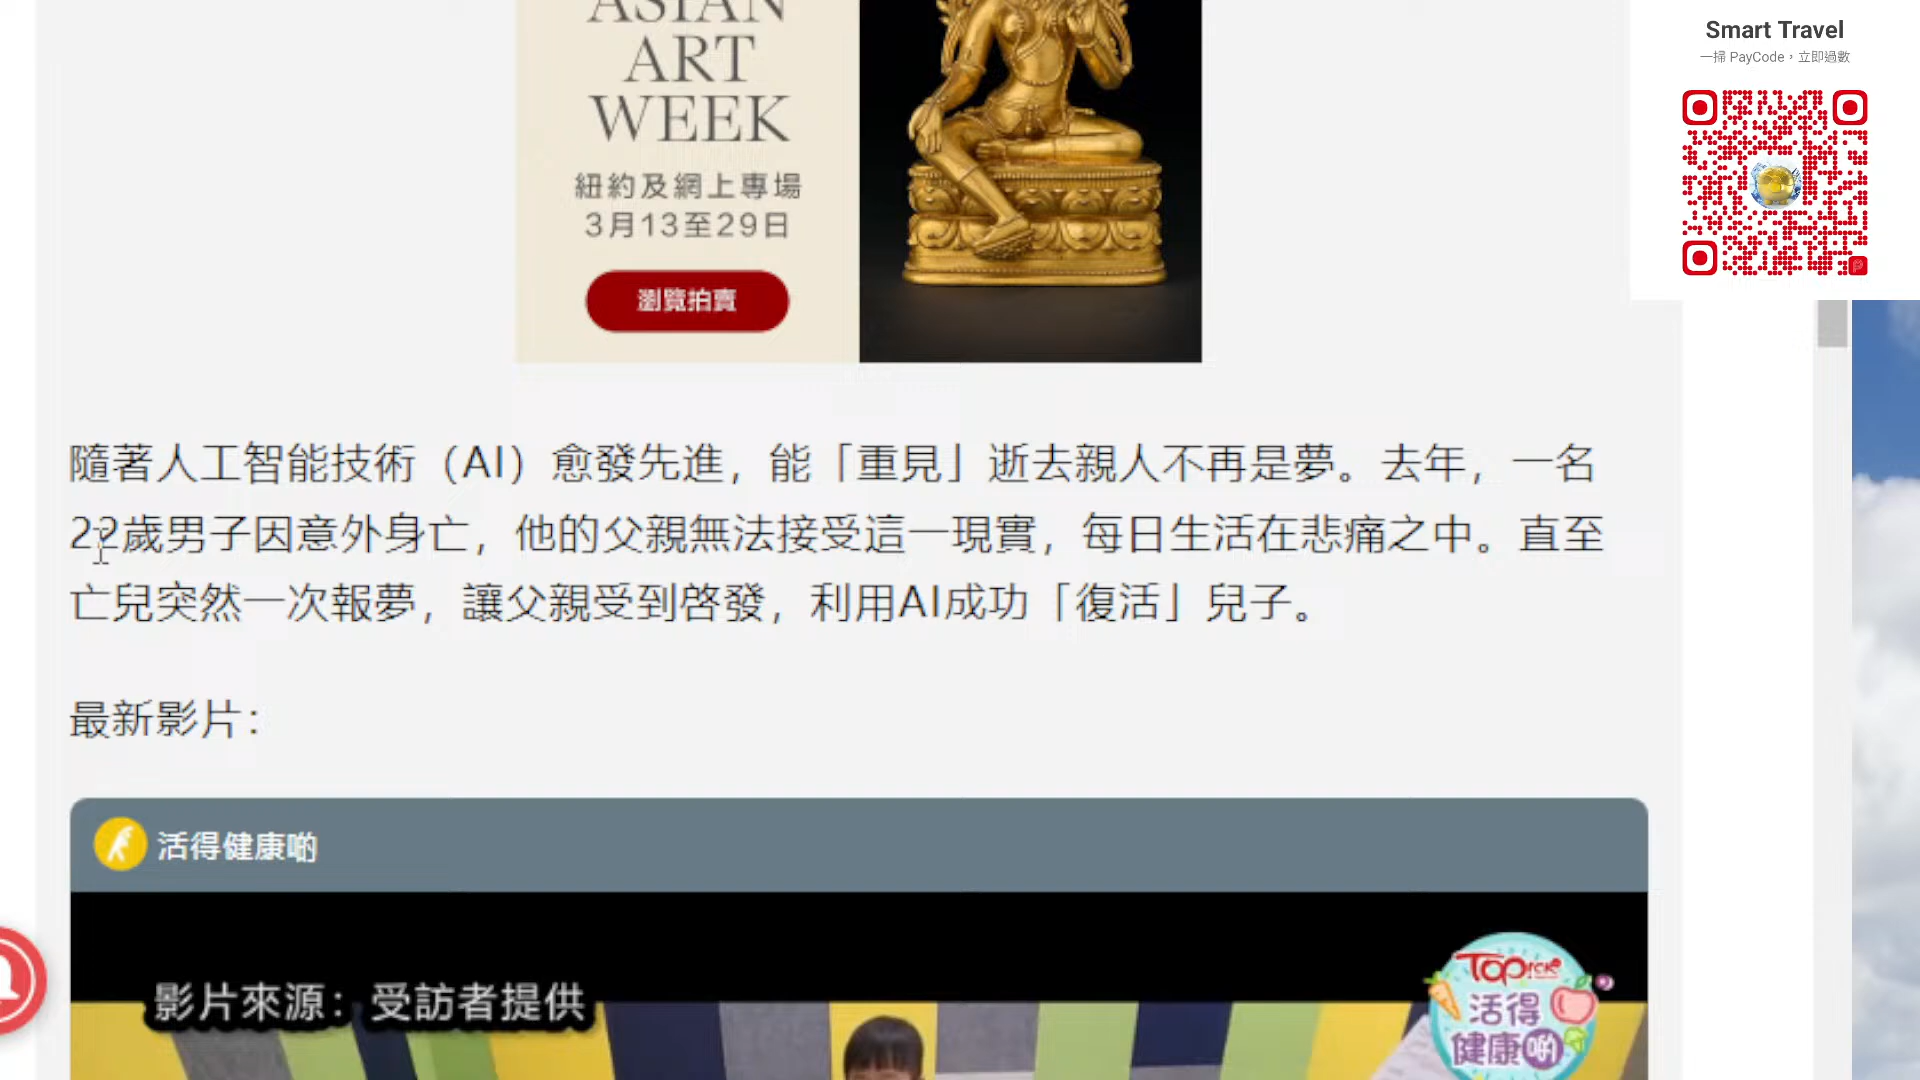 ASIAN
ART
WEEK
紐約及網上專場
3月13至29日
瀏覽拍賣
Smart Travel
一掃 PayCode，立即過數
隨著人工智能技術（AI）愈發先進，能「重見」逝去親人不再是夢。去年，一名
22歲男子因意外身亡，他的父親無法接受這一現實，每日生活在悲痛之中。直至
亡兒突然一次報夢，讓父親受到啓發，利用AI成功「復活」兒子。
最新影片：
活得健康啲
影片來源：受訪者提供
TOPick
活得
健康啲